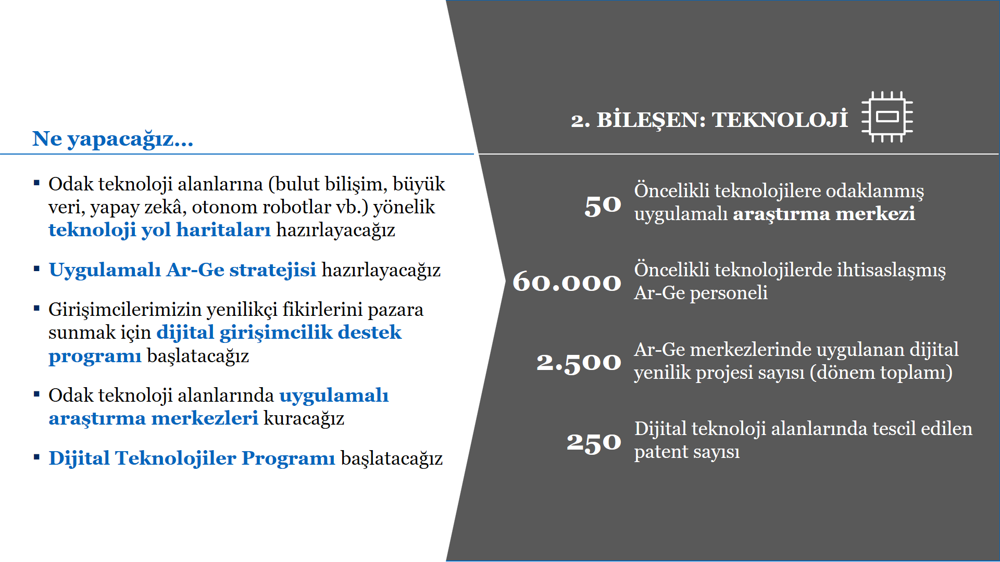 Ne yapacağız...
▪ Odak teknoloji alanlarına (bulut bilişim, büyük
veri, yapay zekâ, otonom robotlar vb.) yönelik
teknoloji yol haritaları hazırlayacağız
▪ Uygulamalı Ar-Ge stratejisi hazırlayacağız
▪ Girişimcilerimizin yenilikçi fikirlerini pazara
sunmak için dijital girişimcilik destek
programı başlatacağız
▪ Odak teknoloji alanlarında uygulamalı
araştırma merkezleri kuracağız
▪ Dijital Teknolojiler Programı başlatacağız
2. BİLEŞEN: TEKNOLOJİ
50
Öncelikli teknolojilere odaklanmış
uygulamalı araştırma merkezi
60.000
Öncelikli teknolojilerde ihtisaslaşmış
Ar-Ge personeli
2.500
Ar-Ge merkezlerinde uygulanan dijital
yenilik projesi sayısı (dönem toplamı)
250
Dijital teknoloji alanlarında tescil edilen
patent sayısı